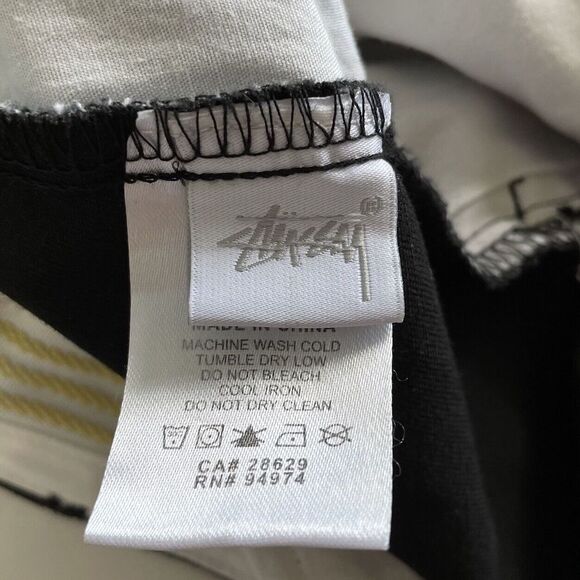 Stüssy ®
MADE IN CHINA
MACHINE WASH COLD
TUMBLE DRY LOW
DO NOT BLEACH
COOL IRON
DO NOT DRY CLEAN
CA# 28629
RN# 94974